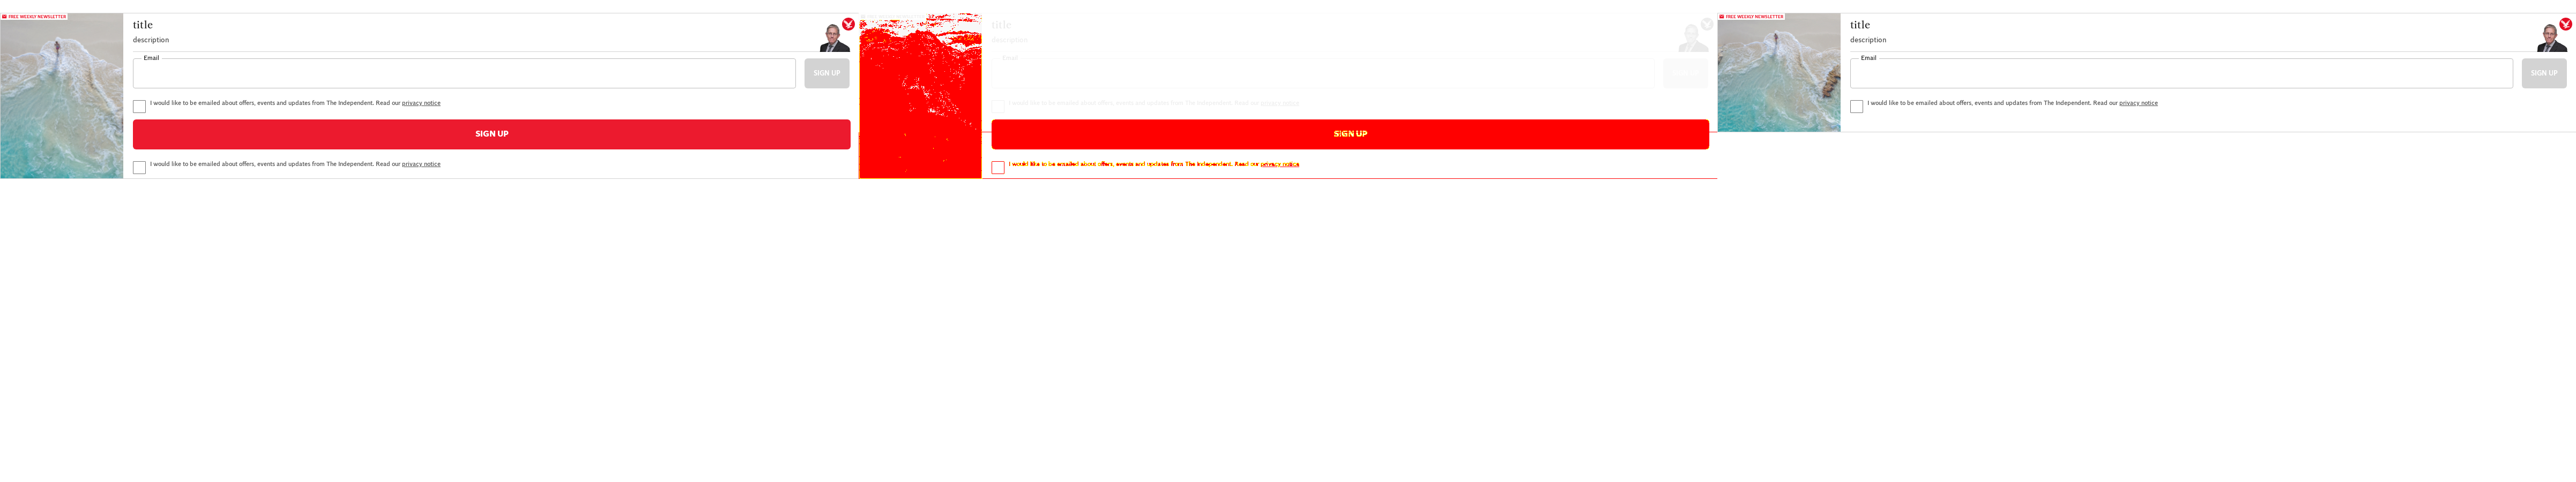 FREE WEEKLY NEWSLETTER
title
description
Email
SIGN UP
I would like to be emailed about offers, events and updates from The Independent. Read our privacy notice
SIGN UP
I would like to be emailed about offers, events and updates from The Independent. Read our privacy notice
title
description
Email
I would like to be emailed about offers, events and updates from The Independent. Read our privacy notice
SIGN UP
I would like to be emailed about offers, events and updates from The Independent. Read our privacy notice
FREE WEEKLY NEWSLETTER
title
description
Email
SIGN UP
I would like to be emailed about offers, events and updates from The Independent. Read our privacy notice